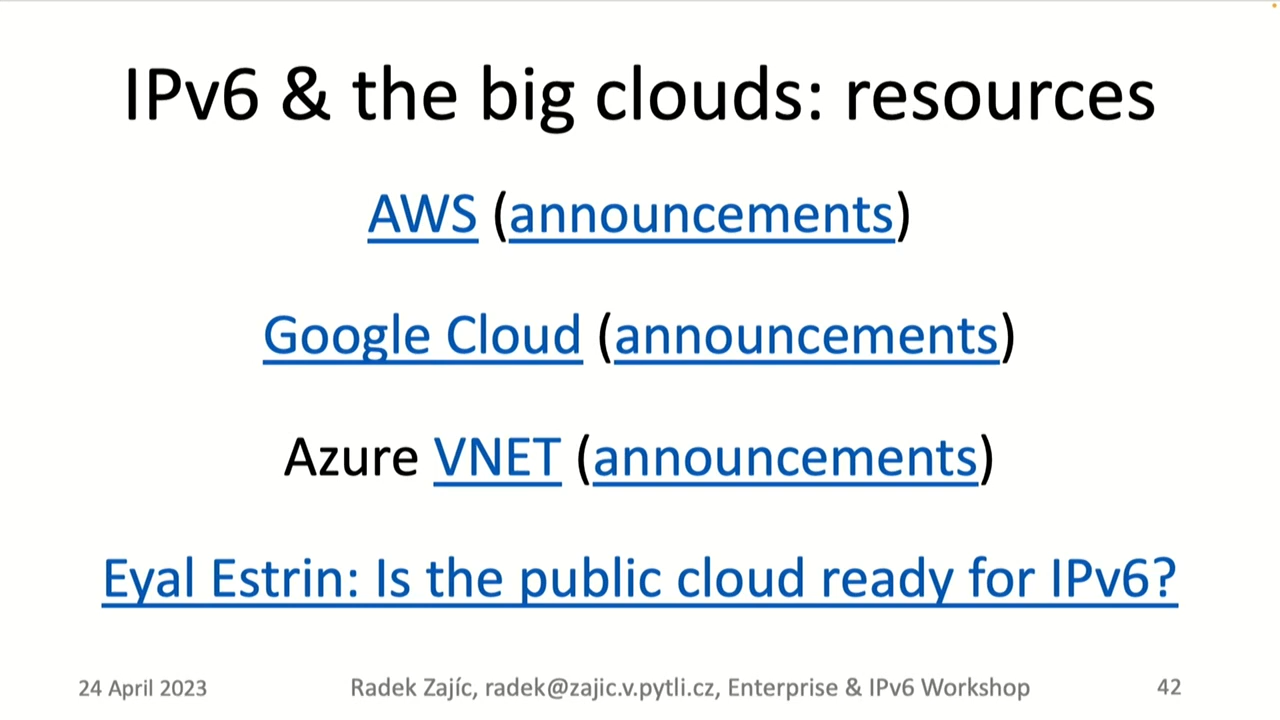 IPv6 & the big clouds: resources
AWS (announcements)
Google Cloud (announcements)
Azure VNET (announcements)
Eyal Estrin: Is the public cloud ready for IPv6?
24 April 2023
Radek Zajíc, radek@zajic.v.pytli.cz, Enterprise & IPv6 Workshop
42